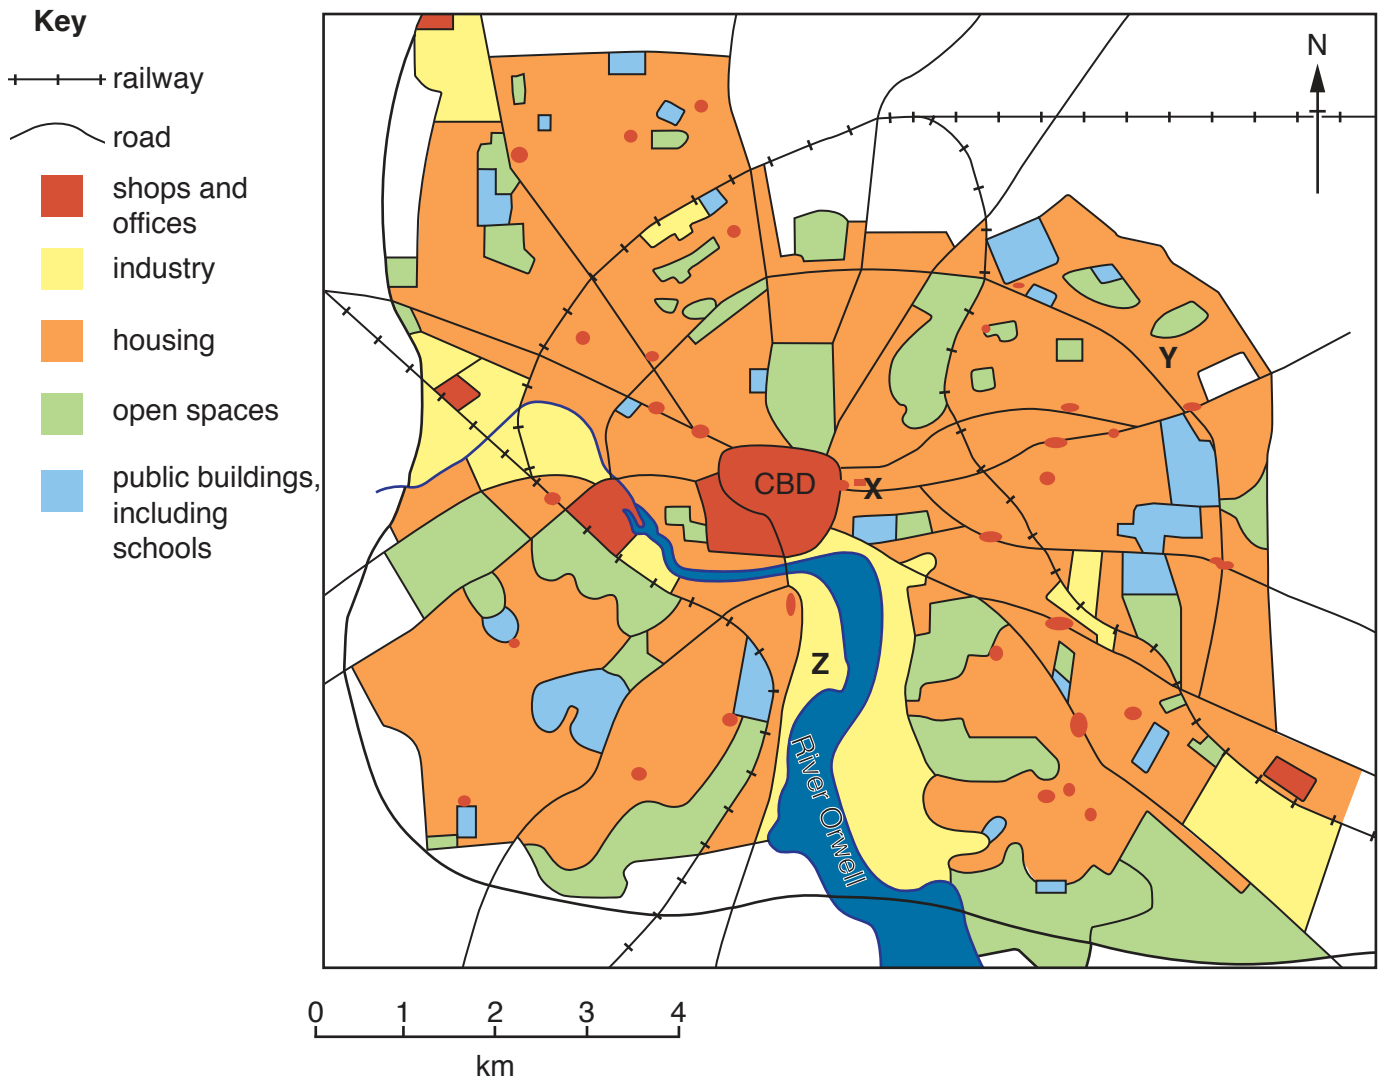 Key
railway
road
shops and
offices
industry
housing
open spaces
public buildings,
including
schools
N
Y
CBD
X
Z
River Orwell
0 1 2 3 4
km